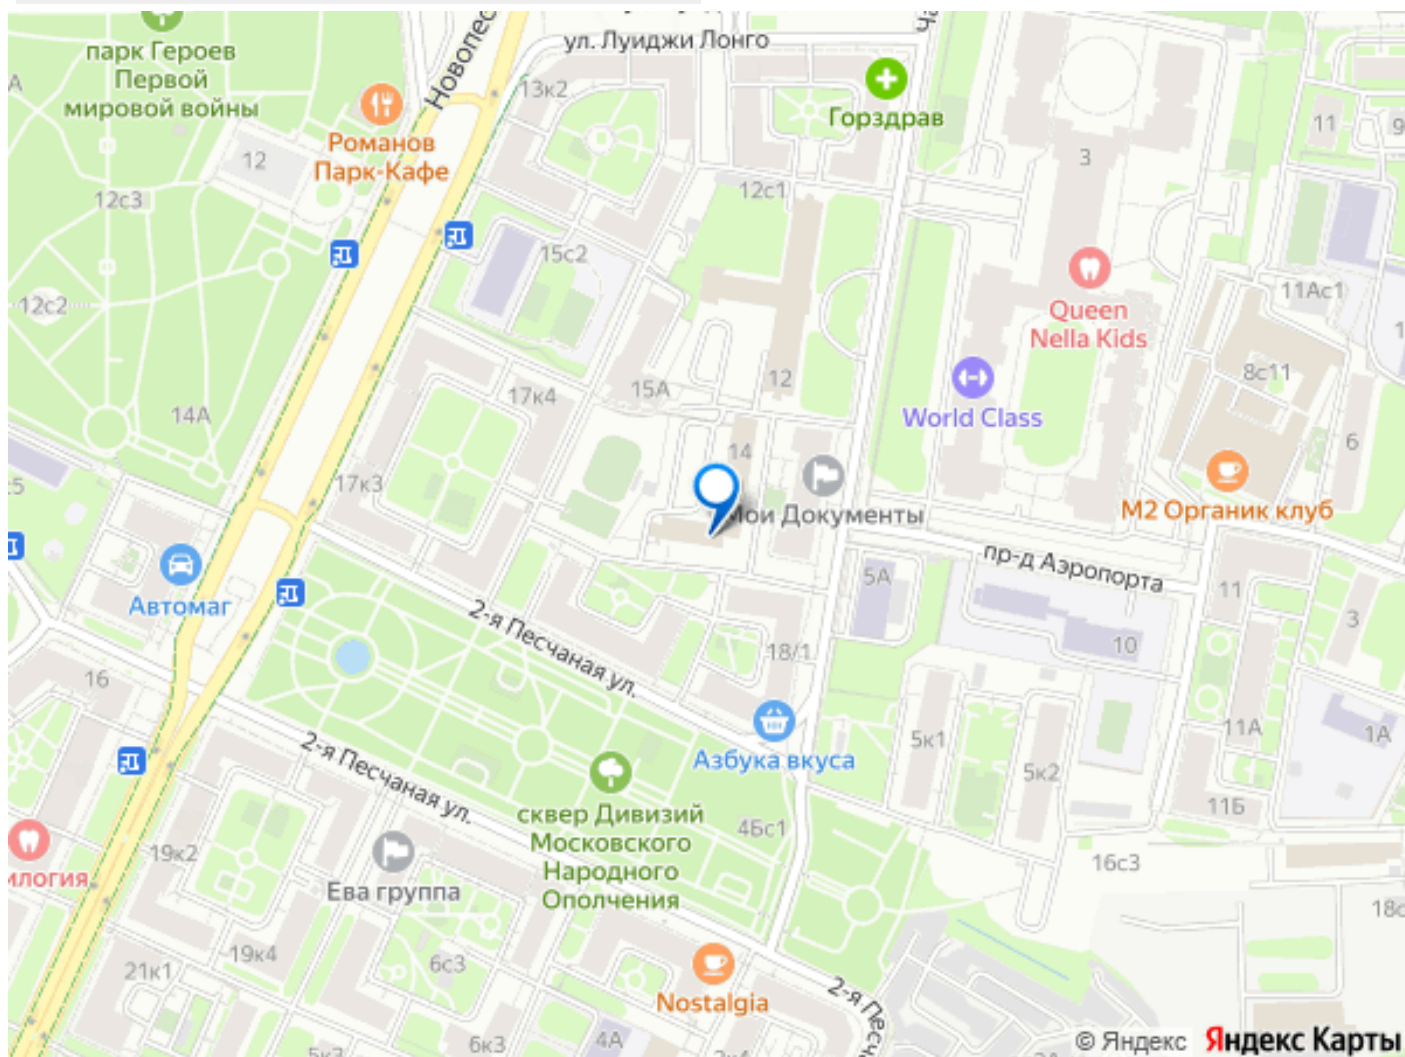 ул. Луиджи Лонго
Новопес
парк Героев
Первой
мировой войны
13к2
Горздрав
11
9
Романов
Парк-Кафе
12
3
12с3
12с1
15с2
12с2
11Ас1
Queen
Nella Kids
12
8с11
15А
17к4
World Class
14А
14
6
17к3
Мои Документы
М2 Органик клуб
пр-д Аэропорта
5А
11
Автомаг
2-я Песчаная ул.
3
10
18/1
16
11А
1А
5к1
2-я Песчаная ул.
Азбука вкуса
5к2
11Б
сквер Дивизий
Московского
Народного
Ополчения
4Бс1
19к2
16с3
илогия
Ева группа
18с
19к4
6с3
21к1
2-я Песч
Nostalgia
6к3
4А
© Яндекс Яндекс Карты